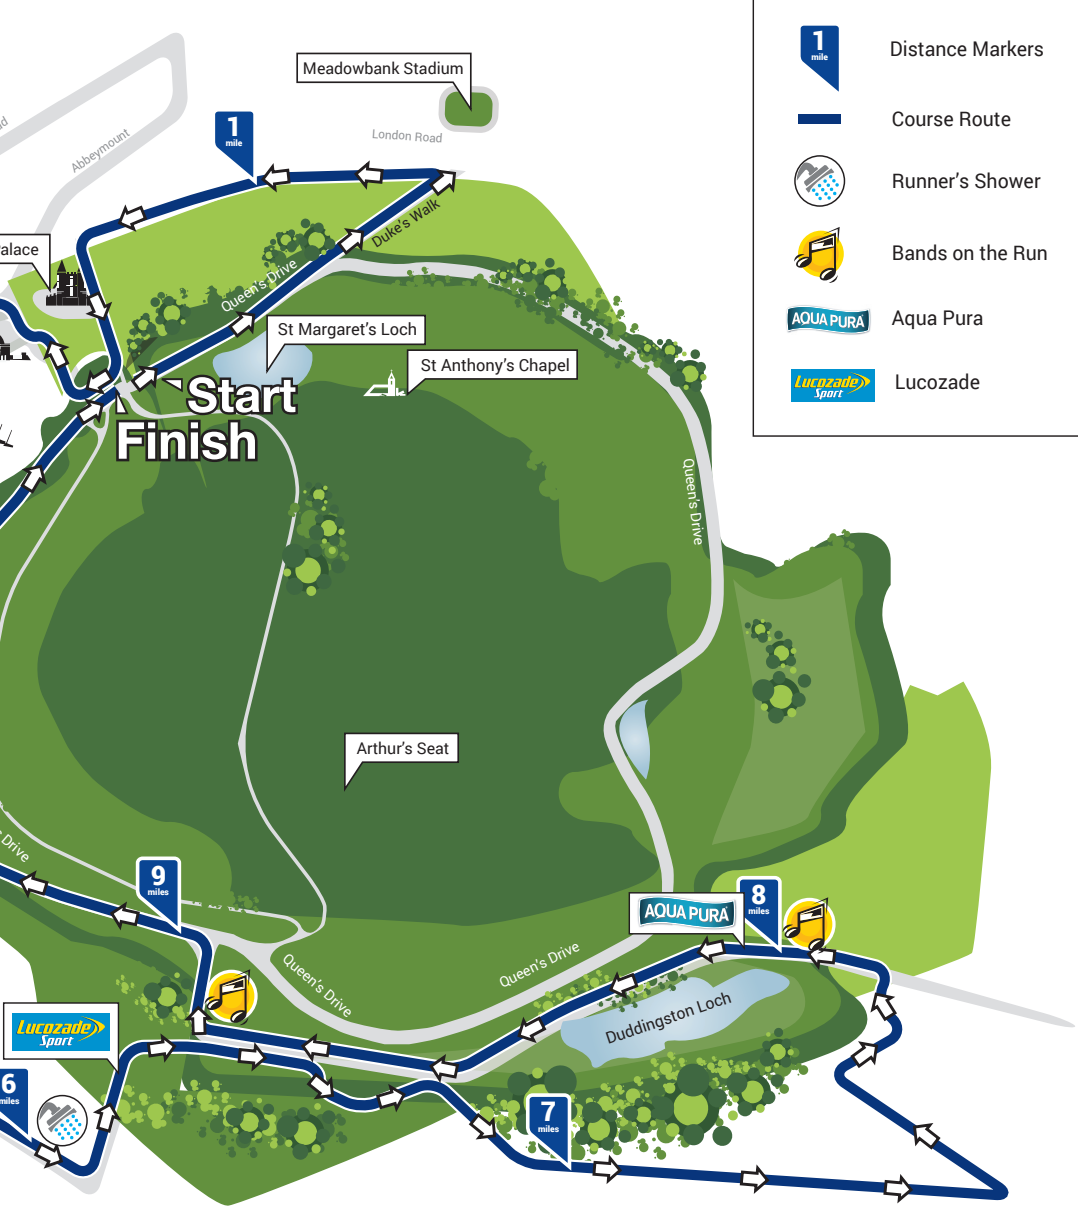 1
mile
Distance Markers
Course Route
Runner's Shower
Bands on the Run
AQUA PURA
Aqua Pura
Lucozade
Sport
Lucozade
Meadowbank Stadium
London Road
Abbeymount
1
mile
Duke's Walk
Queen's Drive
St Margaret's Loch
St Anthony's Chapel
Start
Finish
Queen's Drive
Arthur's Seat
Drive
9
miles
AQUA PURA
8
miles
Queen's Drive
Queen's Drive
Duddingston Loch
Lucozade
Sport
6
miles
7
miles